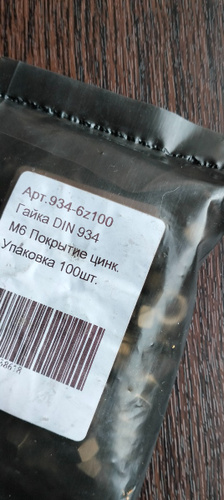 Арт.934-6z100
Гайка DIN 934
М6 Покрытие цинк.
Упаковка 100шт.